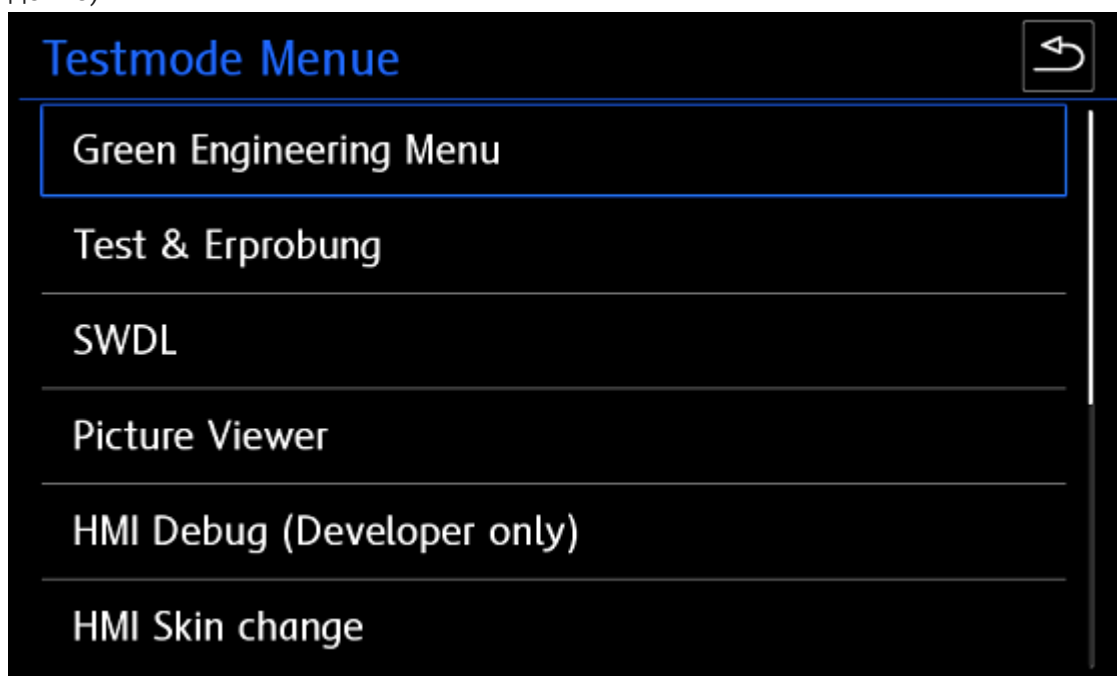 Testmode Menue
Green Engineering Menu
Test & Erprobung
SWDL
Picture Viewer
HMI Debug (Developer only)
HMI Skin change